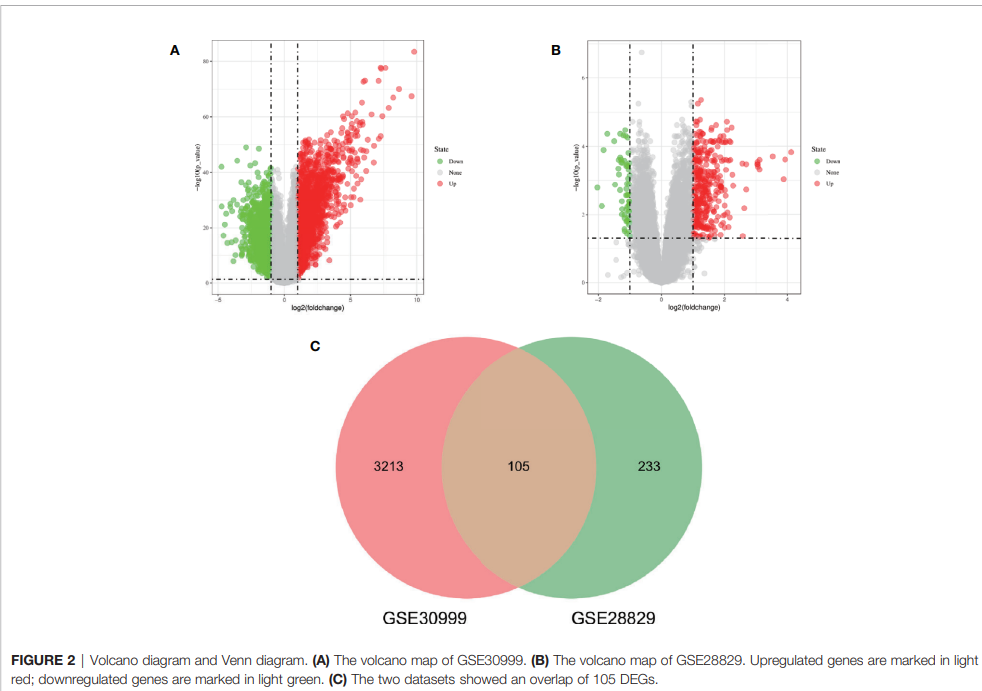 A
80
60
40
20
0
−log10(p_value)
-5
0
5
10
log2(foldchange)
State
Down
None
Up
B
6
4
2
0
−log10(p_value)
-2
0
2
4
log2(foldchange)
State
Down
None
Up
C
3213
105
233
GSE30999
GSE28829
FIGURE 2 | Volcano diagram and Venn diagram. (A) The volcano map of GSE30999. (B) The volcano map of GSE28829. Upregulated genes are marked in light
red; downregulated genes are marked in light green. (C) The two datasets showed an overlap of 105 DEGs.